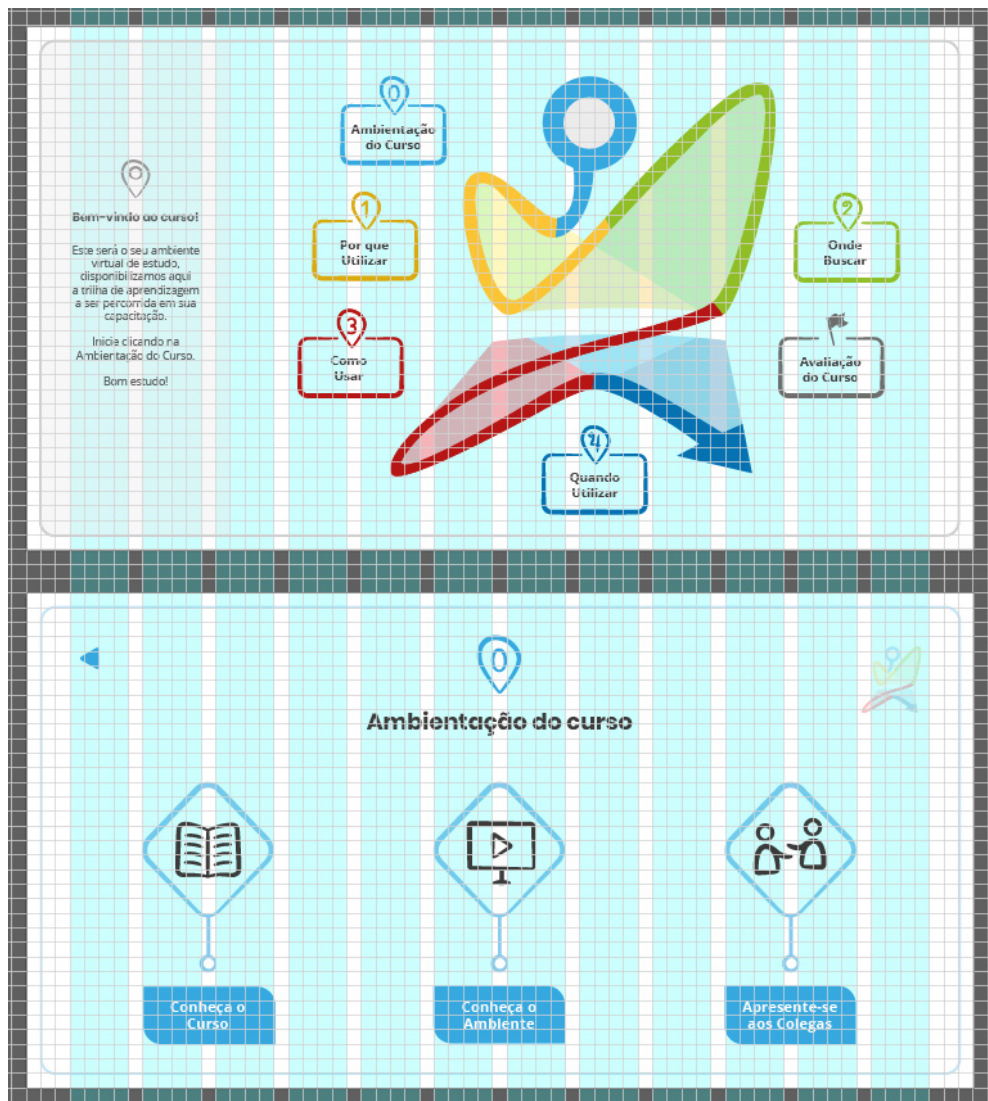 Bem-vindo ao curso!
Este será o seu ambiente
virtual de estudo,
disponibilizamos aqui
a trilha de aprendizagem
a ser percorrida em sua
capacitação.
Inicie clicando na
Ambientação do Curso.
Bom estudo!
0
Ambientação
do Curso
1
Por que
Utilizar
2
Onde
Buscar
3
Como
Usar
Avaliação
do Curso
4
Quando
Utilizar
0
Ambientação do curso
Conheça o
Curso
Conheça o
Ambiente
Apresente-se
aos Colegas